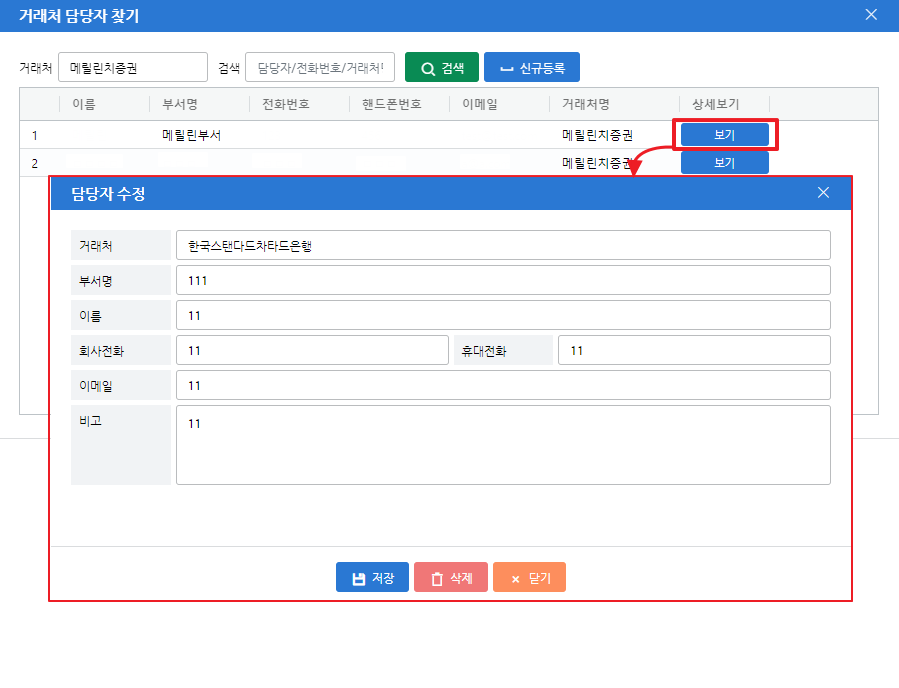 거래처 담당자 찾기
거래처 메릴린치증권 검색 담당자/전화번호/거래처 검색 신규등록
이름 부서명 전화번호 핸드폰번호 이메일 거래처명 상세보기
1 메릴린부서 메릴린치증권 보기
2 메릴린치증권 보기
담당자 수정
거래처 한국스탠다드차타드은행
부서명 111
이름 11
회사전화 11 휴대전화 11
이메일 11
비고 11
저장 삭제 닫기